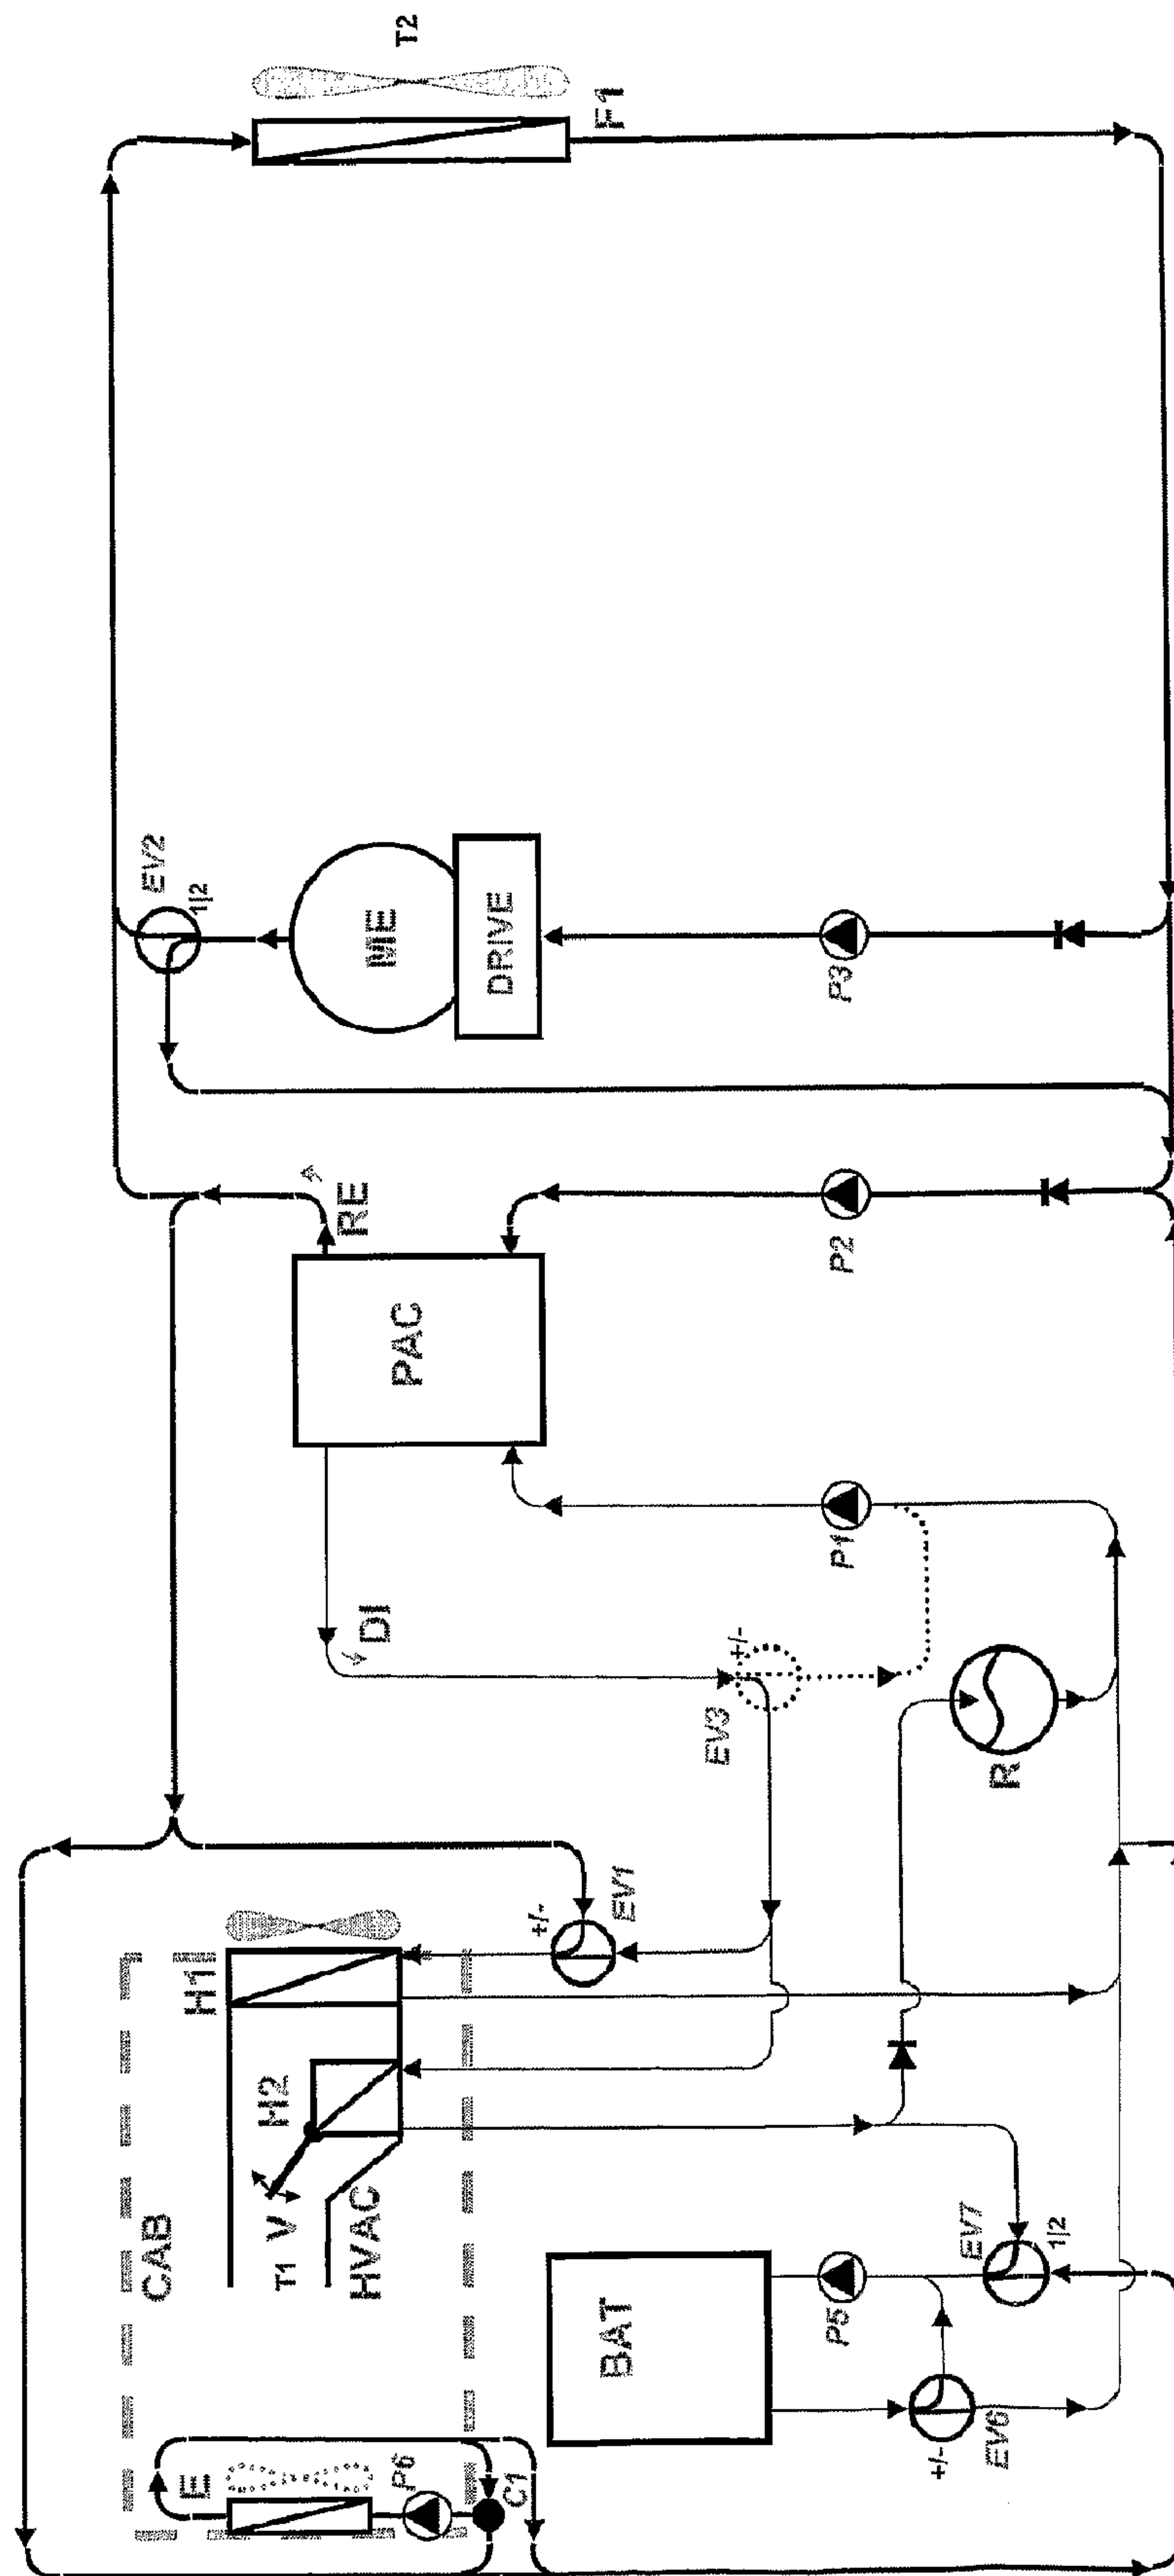 T2
F1
EV2
1|2
ME
DRIVE
P3
RE
PAC
P2
DI
P1
+/-
EV3
R
H1
+/-
EV1
H2
CAB
V
T1
HVAC
EV7
1/2
BAT
P5
E
P6
C1
+/-
EV6